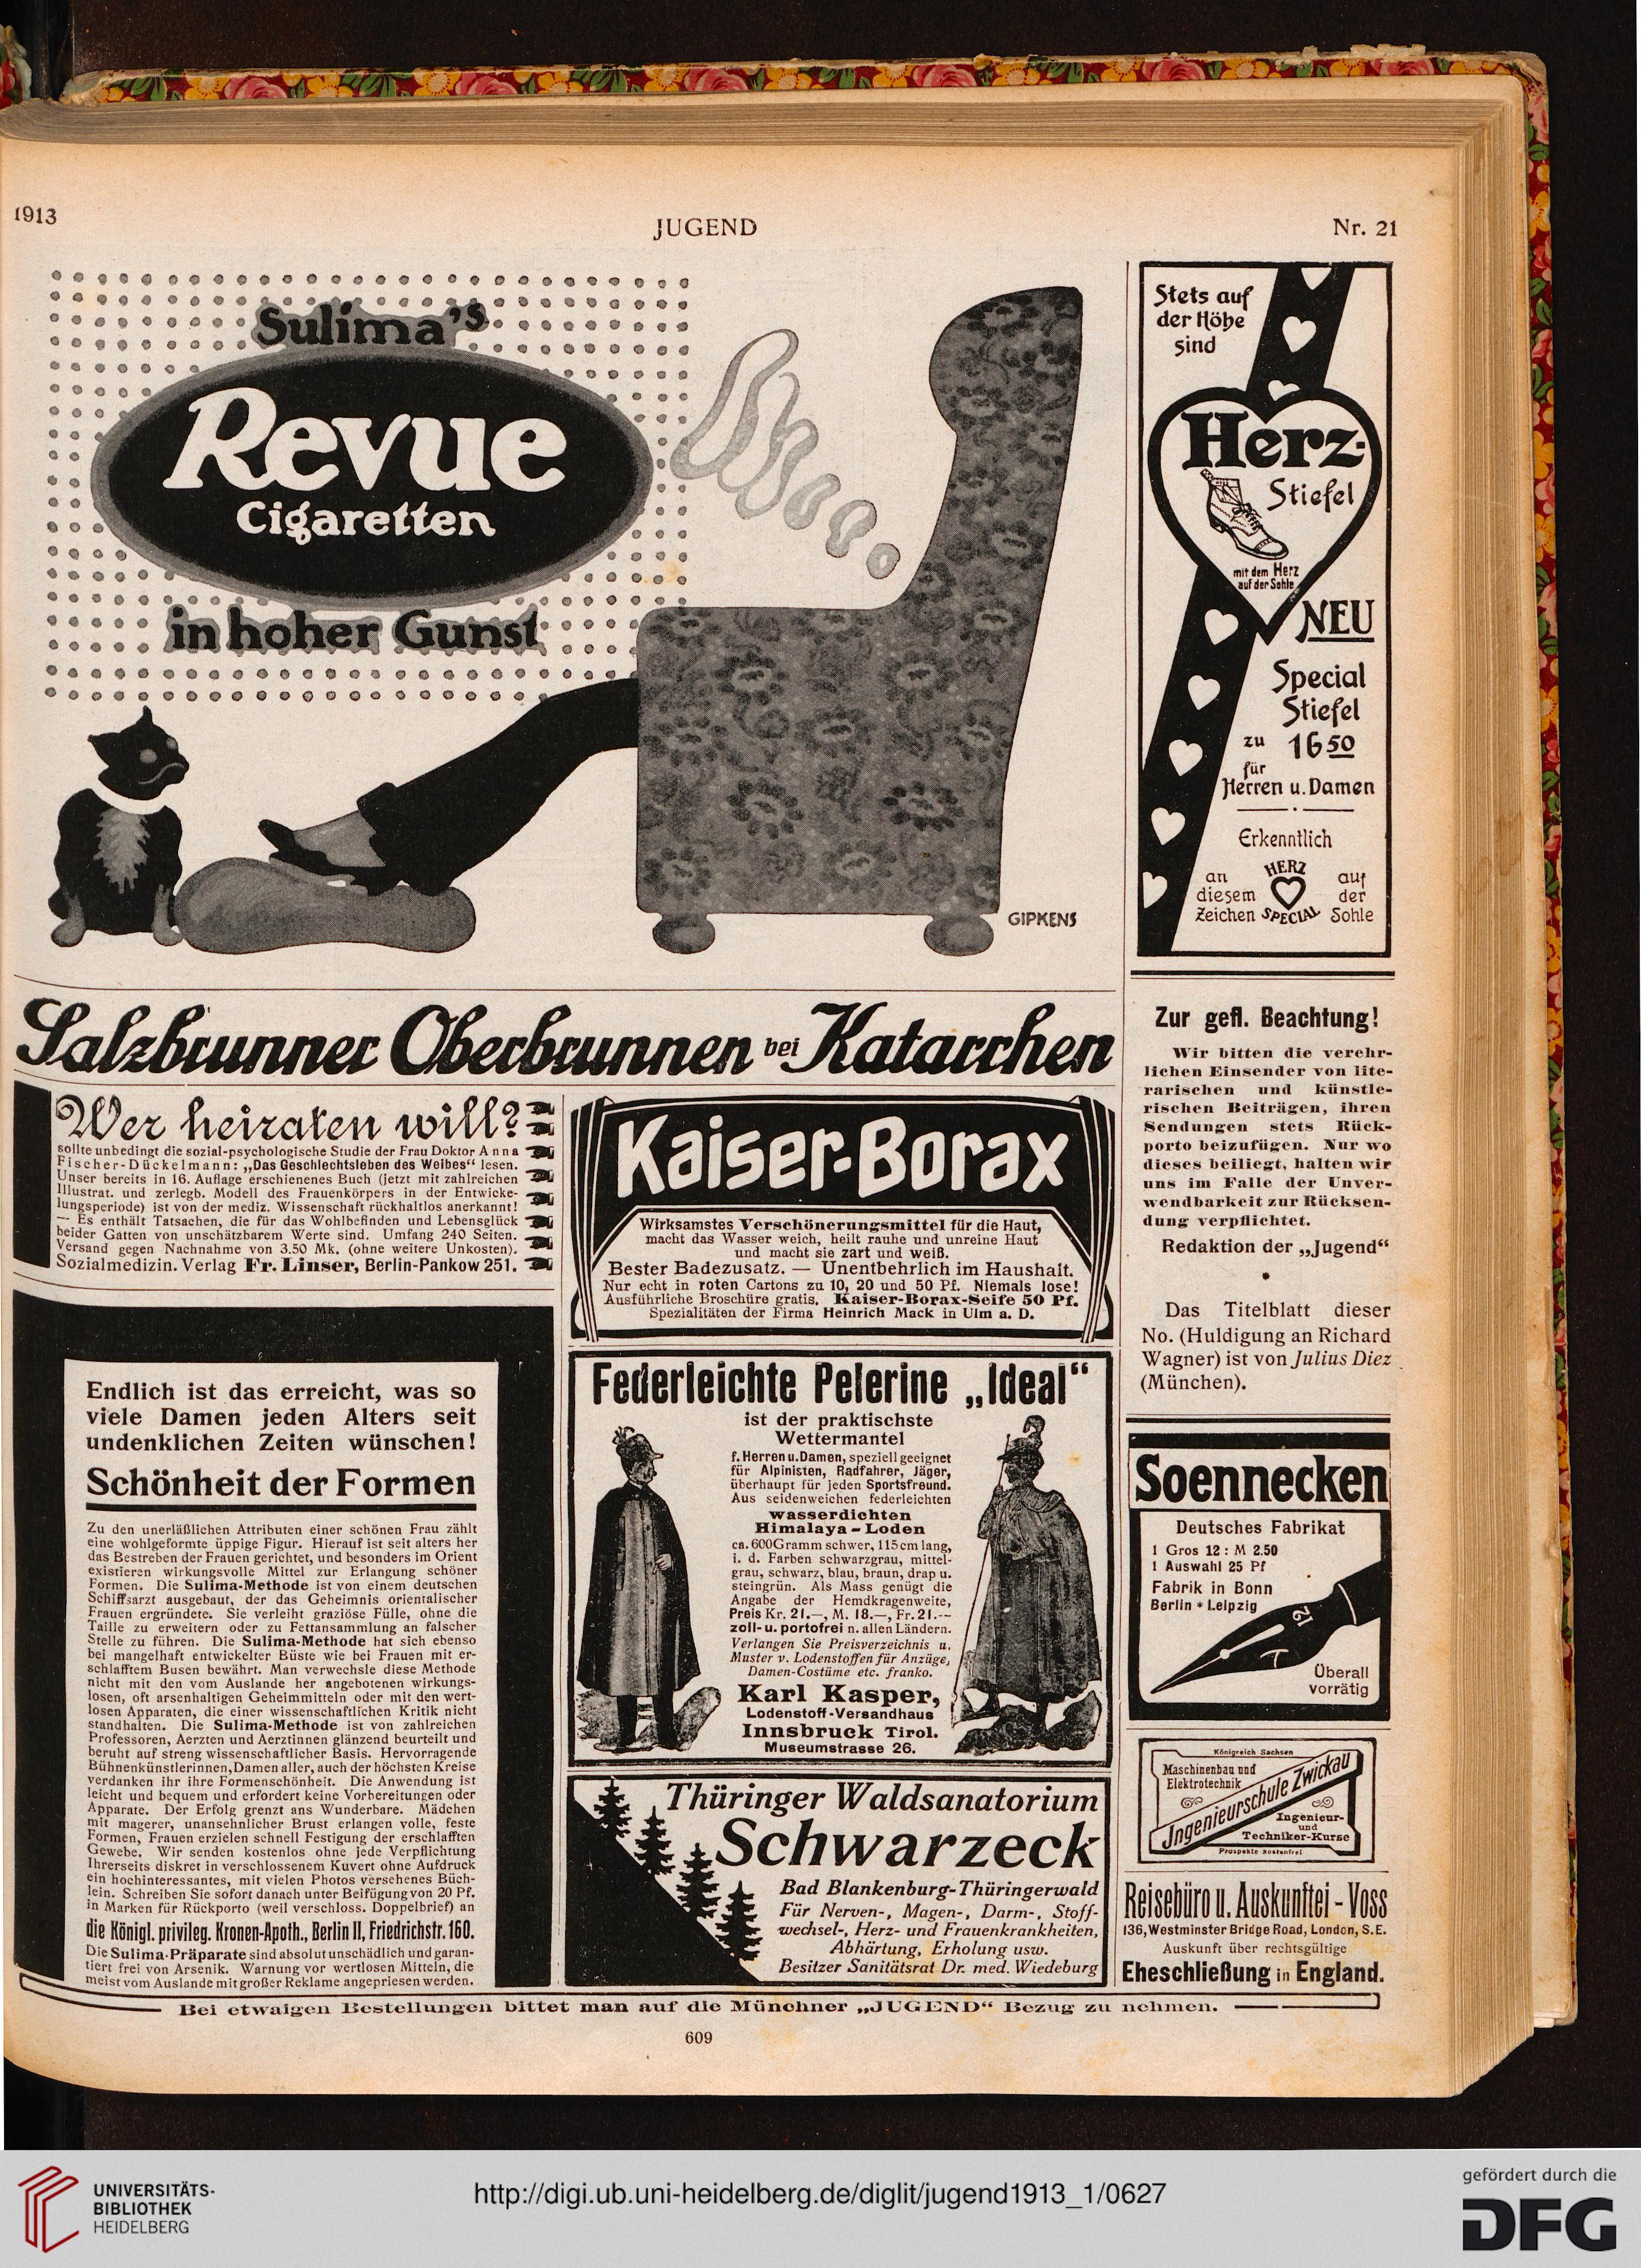 1913
JUGEND
Nr. 21
Sulima's
Revue
Cigaretten
in hoher Gunst
GIPKENS
Stets auf
der Höhe
sind
Herz-
Stiefel
mit dem Herz
auf der Sohle
NEU
Special
Stiefel
zu 16 50
für
Herren u. Damen
Erkenntlich
an HERZ auf
diesem der
Zeichen SPECIAL Sohle
Salzbrunner Oberbrunnen bei Katarrhen
Wer heiraten will?
sollte unbedingt die sozial-psychologische Studie der Frau Doktor Anna
Fischer-Dückelmann: „Das Geschlechtsleben des Weibes“ lesen.
Unser bereits in 16. Auflage erschienenes Buch (jetzt mit zahlreichen
Illustrat. und zerlegb. Modell des Frauenkörpers in der Entwicke-
lungsperiode) ist von der mediz. Wissenschaft rückhaltlos anerkannt!
— Es enthält Tatsachen, die für das Wohlbefinden und Lebensglück
beider Gatten von unschätzbarem Werte sind. Umfang 240 Seiten.
Versand gegen Nachnahme von 3.50 Mk. (ohne weitere Unkosten).
Sozialmedizin. Verlag Fr. Linser, Berlin-Pankow 251.
Endlich ist das erreicht, was so
viele Damen jeden Alters seit
undenklichen Zeiten wünschen!
Schönheit der Formen
Zu den unerläßlichen Attributen einer schönen Frau zählt
eine wohlgeformte üppige Figur. Hierauf ist seit alters her
das Bestreben der Frauen gerichtet, und besonders im Orient
existieren wirkungsvolle Mittel zur Erlangung schöner
Formen. Die Sulima-Methode ist von einem deutschen
Schiffsarzt ausgebaut, der das Geheimnis orientalischer
Frauen ergründete. Sie verleiht graziöse Fülle, ohne die
Taille zu erweitern oder zu Fettansammlung an falscher
Stelle zu führen. Die Sulima-Methode hat sich ebenso
bei mangelhaft entwickelter Büste wie bei Frauen mit er-
schlafftem Busen bewährt. Man verwechsle diese Methode
nicht mit den vom Auslande her angebotenen wirkungs-
losen, oft arsenhaltigen Geheimmitteln oder mit den wert-
losen Apparaten, die einer wissenschaftlichen Kritik nicht
standhalten. Die Sulima-Methode ist von zahlreichen
Professoren, Aerzten und Aerztinnen glänzend beurteilt und
beruht auf streng wissenschaftlicher Basis. Hervorragende
Bühnenkünstlerinnen, Damen aller, auch der höchsten Kreise
verdanken ihr ihre Formenschönheit. Die Anwendung ist
leicht und bequem und erfordert keine Vorbereitungen oder
Apparate. Der Erfolg grenzt ans Wunderbare. Mädchen
mit magerer, unansehnlicher Brust erlangen volle, feste
Formen, Frauen erzielen schnell Festigung der erschlafften
Gewebe. Wir senden kostenlos ohne jede Verpflichtung
Ihrerseits diskret in verschlossenem Kuvert ohne Aufdruck
ein hochinteressantes, mit vielen Photos versehenes Büch-
lein. Schreiben Sie sofort danach unter Beifügung von 20 Pf.
in Marken für Rückporto (weil verschloss. Doppelbrief) an
die Königl. privileg. Kronen-Apoth., Berlin II, Friedrichstr. 160.
Die Sulima-Präparate sind absolut unschädlich und garan-
tiert frei von Arsenik. Warnung vor wertlosen Mitteln, die
meist vom Auslande mit großer Reklame angepriesen werden.
Kaiser-Borax
Wirksamstes Verschönerungsmittel für die Haut,
macht das Wasser weich, heilt rauhe und unreine Haut
und macht sie zart und weiß.
Bester Badezusatz. — Unentbehrlich im Haushalt.
Nur echt in roten Cartons zu 10, 20 und 50 Pf. Niemals lose!
Ausführliche Broschüre gratis. Kaiser-Borax-Seife 50 Pf.
Spezialitäten der Firma Heinrich Mack in Ulm a. D.
Federleichte Pelerine „Ideal“
ist der praktischste
Wettermantel
f. Herren u. Damen, speziell geeignet
für Alpinisten, Radfahrer, Jäger,
überhaupt für jeden Sportsfreund.
Aus seidenweichen federleichten
wasserdichten
Himalaya-Loden
ca. 600 Gramm schwer, 115 cm lang,
i. d. Farben schwarzgrau, mittel-
grau, schwarz, blau, braun, drap u.
steingrün. Als Mass genügt die
Angabe der Hemdkragenweite,
Preis Kr. 21.—, M. 18.—, Fr. 21.--
zoll- u. portofrei n. allen Ländern.
Verlangen Sie Preisverzeichnis u.
Muster v. Lodenstoffen für Anzüge,
Damen-Costüme etc. franko.
Karl Kasper,
Lodenstoff-Versandhaus
Innsbruck Tirol.
Museumstrasse 26.
Thüringer Waldsanatorium
Schwarzeck
Bad Blankenburg-Thüringerwald
Für Nerven-, Magen-, Darm-, Stoff-
wechsel-, Herz- und Frauenkrankheiten,
Abhärtung, Erholung usw.
Besitzer Sanitätsrat Dr. med. Wiedeburg
Zur gefl. Beachtung!
Wir bitten die verehr-
lichen Einsender von lite-
rarischen und künstle-
rischen Beiträgen, ihren
Sendungen stets Rück-
porto beizufügen. Nur wo
dieses beiliegt, halten wir
uns im Falle der Unver-
wendbarkeit zur Rücksen-
dung verpflichtet.
Redaktion der „Jugend“
*
Das Titelblatt dieser
No. (Huldigung an Richard
Wagner) ist von Julius Diez
(München).
Soennecken
Deutsches Fabrikat
1 Gros 12 : M 2.50
1 Auswahl 25 Pf
Fabrik in Bonn
Berlin * Leipzig
12
Überall
vorrätig
Königreich Sachsen
Maschinenbau und
Elektrotechnik
Jngenieurschule Zwickau
Ingenieur-
und
Techniker-Kurse
Prospekte kostenfrei
Reisebüro u. Auskunftei - Voss
136, Westminster Bridge Road, London, S.E.
Auskunft über rechtsgültige
Eheschließung in England.
Bei etwaigen Bestellungen bittet man auf die Münchner „JUGEND“ Bezug zu nehmen.
609
UNIVERSITÄTS-
BIBLIOTHEK
HEIDELBERG
http://digi.ub.uni-heidelberg.de/diglit/jugend1913_1/0627
gefördert durch die
DFG